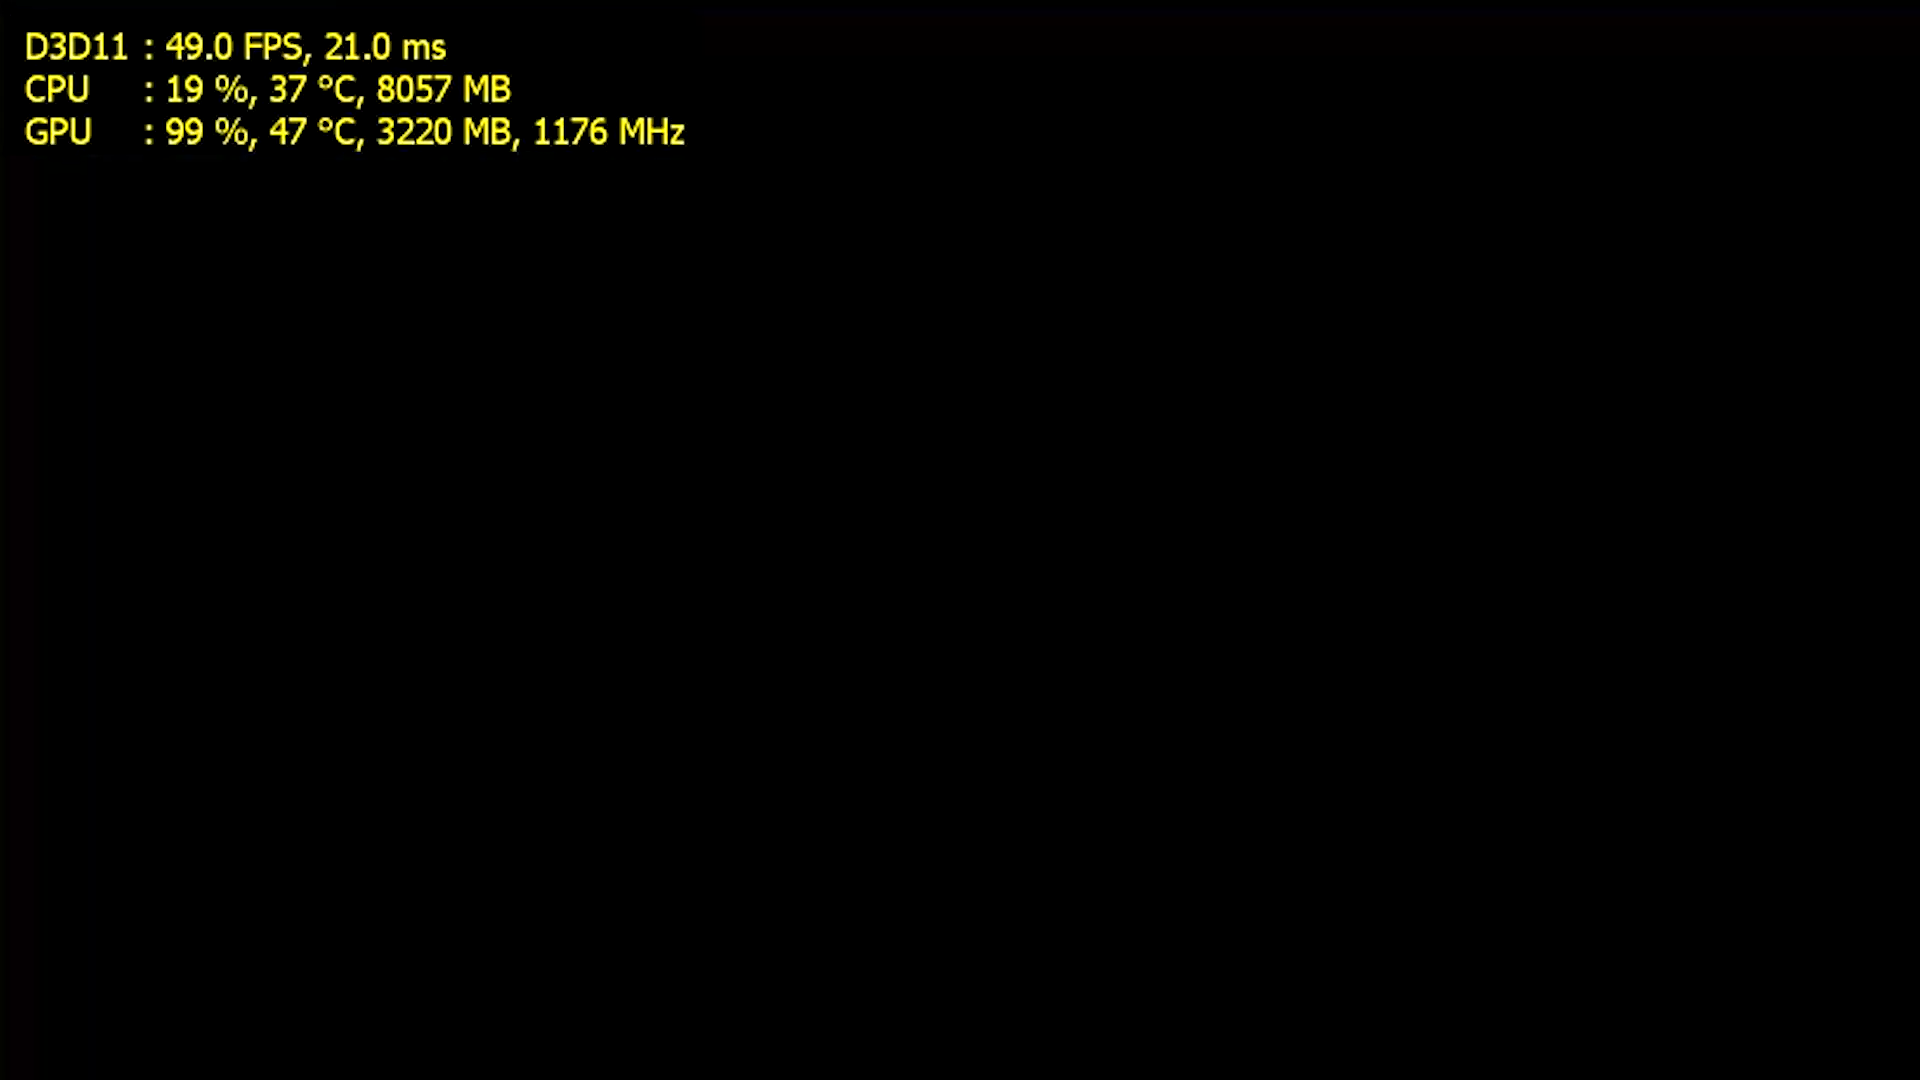 D3D11 : 49.0 FPS, 21.0 ms
CPU : 19 %, 37 °C, 8057 MB
GPU : 99 %, 47 °C, 3220 MB, 1176 MHz